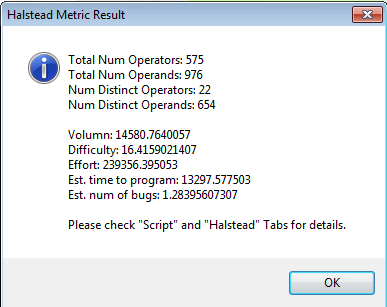 Halstead Metric Result
Total Num Operators: 575
Total Num Operands: 976
Num Distinct Operators: 22
Num Distinct Operands: 654
Volumn: 14580.7640057
Difficulty: 16.4159021407
Effort: 239356.395053
Est. time to program: 13297.577503
Est. num of bugs: 1.28395607307
Please check "Script" and "Halstead" Tabs for details.
OK